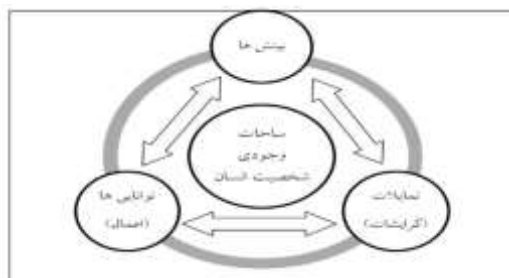 بینش ها
ساحات
وجودی
شخصیت انسان
توانایی ها
(اعمال)
تمایلات
(گرایشات)